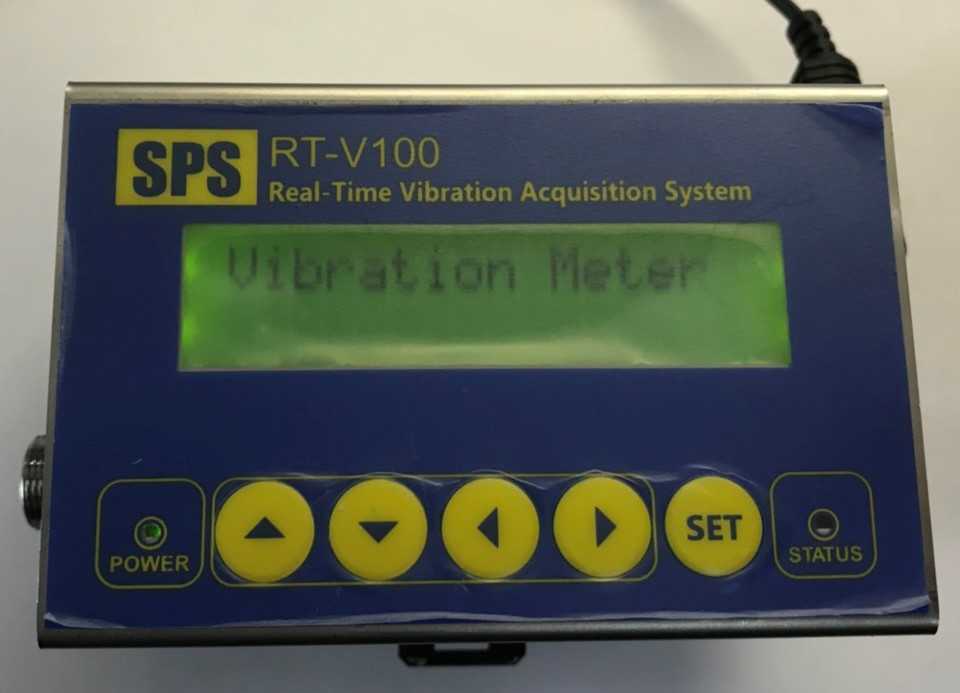 SPS
RT-V100
Real-Time Vibration Acquisition System
Vibration Meter
POWER
SET
STATUS